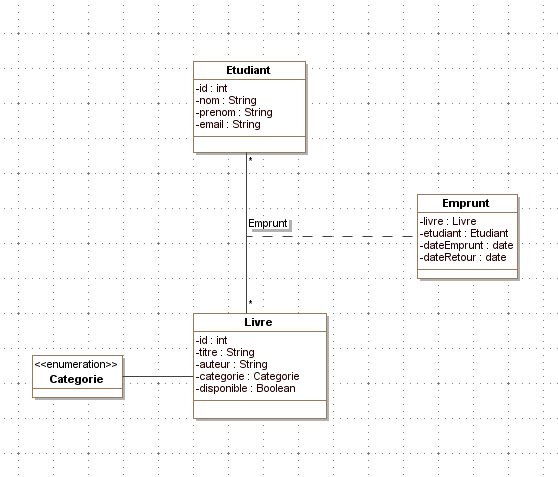 Etudiant
-id : int
-nom : String
-prenom : String
-email : String
*
Emprunt
Emprunt
-livre : Livre
-etudiant : Etudiant
-dateEmprunt : date
-dateRetour : date
*
Livre
-id : int
-titre : String
-auteur : String
-categorie : Categorie
-disponible : Boolean
<<enumeration>>
Categorie